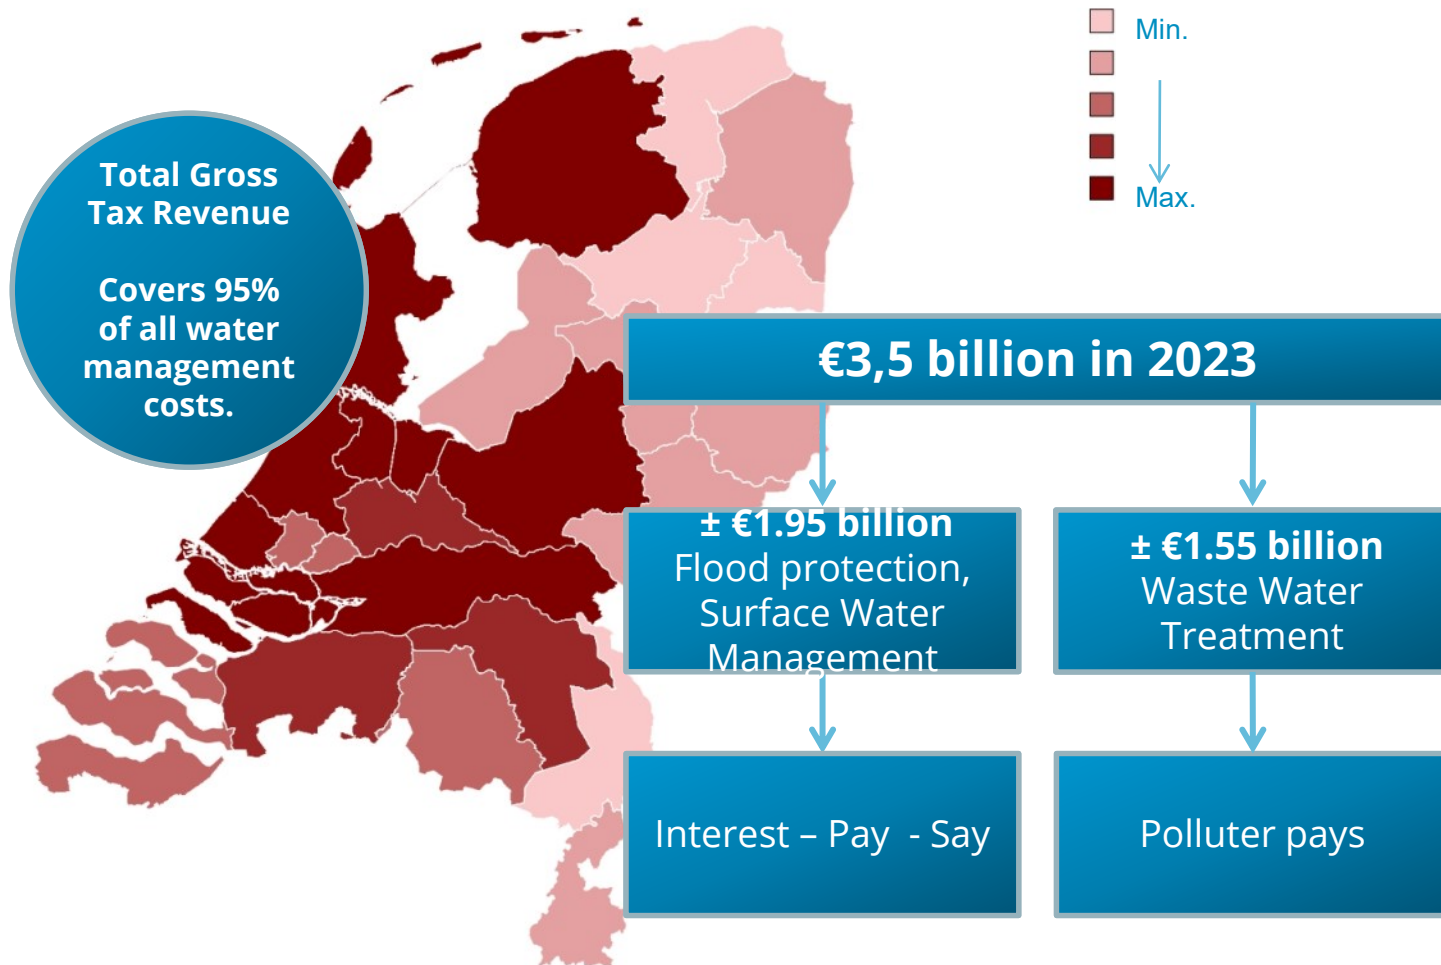 Min.
Max.
Total Gross
Tax Revenue
Covers 95%
of all water
management
costs.
€3,5 billion in 2023
± €1.95 billion
Flood protection,
Surface Water
Management
± €1.55 billion
Waste Water
Treatment
Interest – Pay - Say
Polluter pays